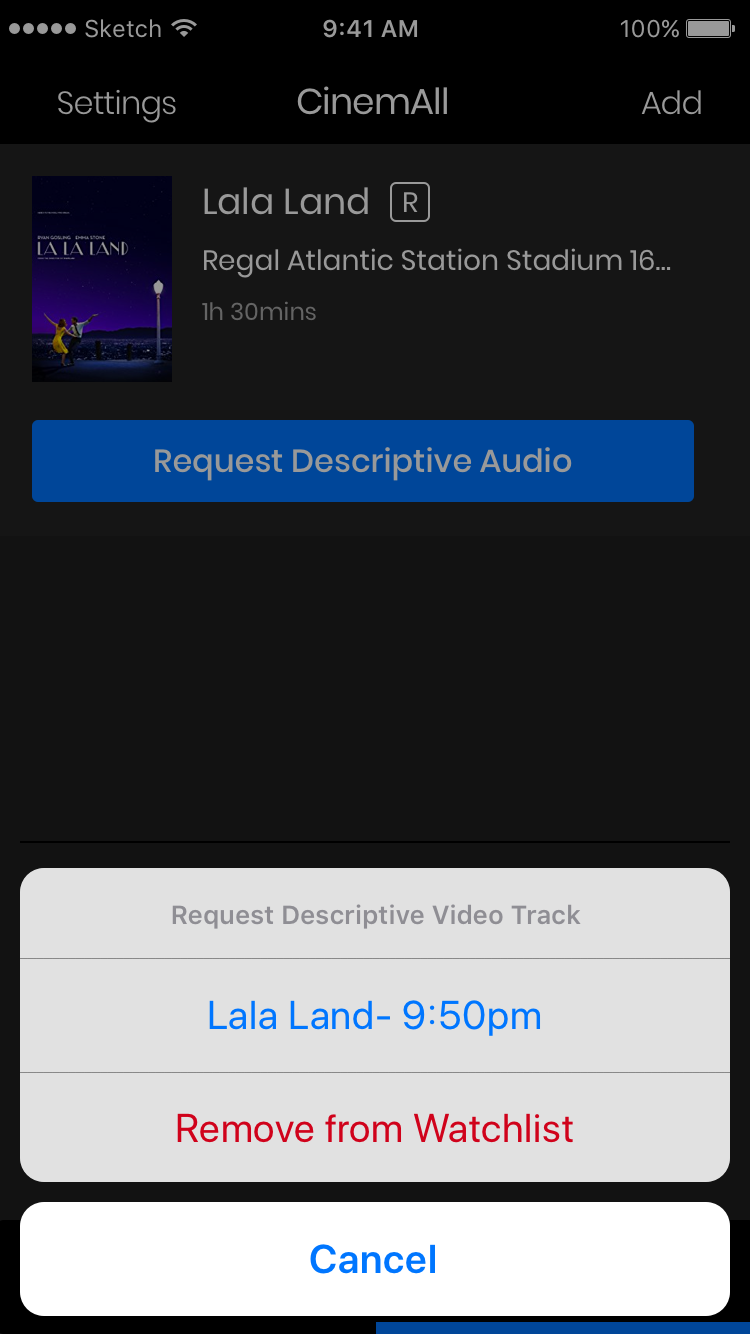 Sketch 9:41 AM 100%
Settings CinemAll Add
Lala Land R
Regal Atlantic Station Stadium 16...
1h 30mins
RYAN GOSLING EMMA STONE
LA LA LAND
Request Descriptive Audio
Request Descriptive Video Track
Lala Land- 9:50pm
Remove from Watchlist
Cancel